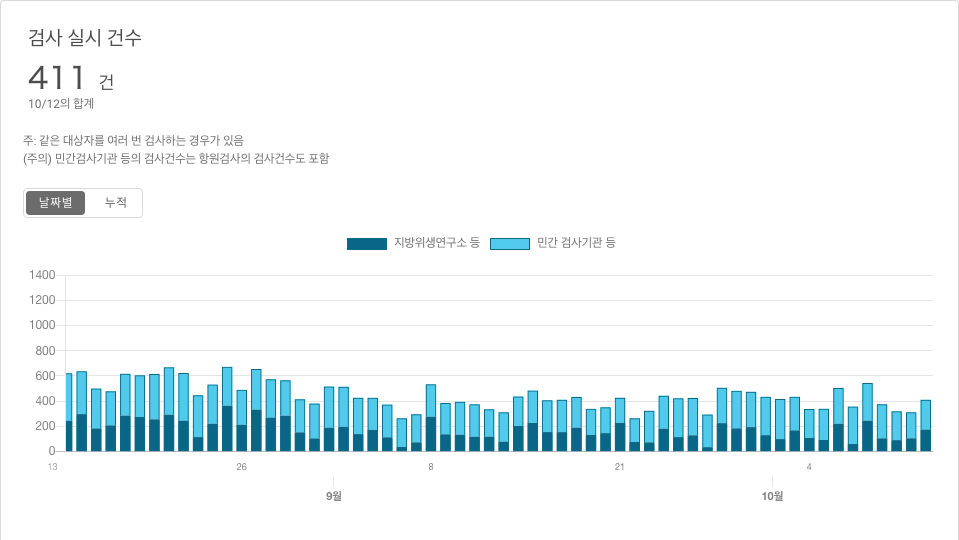 검사 실시 건수
411 건
10/12의 합계
주: 같은 대상자를 여러 번 검사하는 경우가 있음
(주의) 민간검사기관 등의 검사건수는 항원검사의 검사건수도 포함
날짜별 누적
지방위생연구소 등 민간 검사기관 등
1400
1200
1000
800
600
400
200
0
13 26 8 21 4
9월 10월